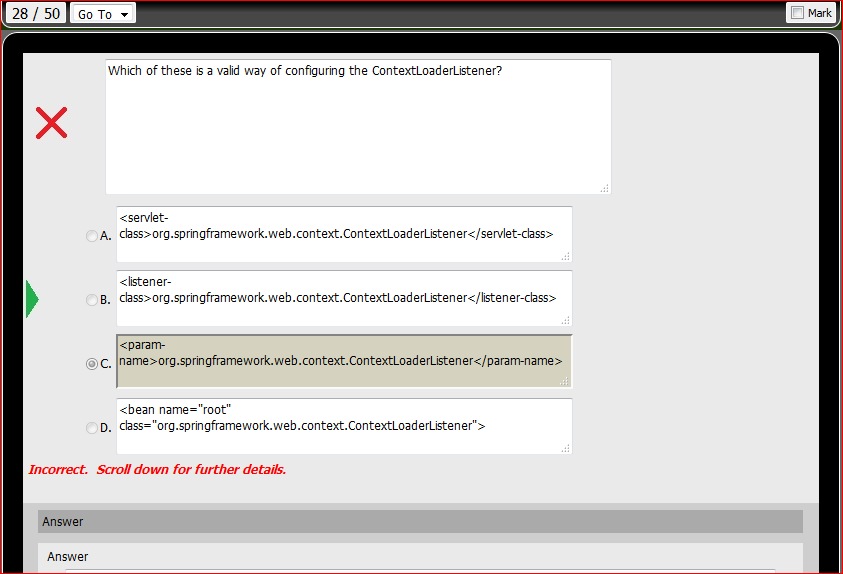 28 / 50 Go To Mark
Which of these is a valid way of configuring the ContextLoaderListener?
A. <servlet-
class>org.springframework.web.context.ContextLoaderListener</servlet-class>
B. <listener-
class>org.springframework.web.context.ContextLoaderListener</listener-class>
C. <param-
name>org.springframework.web.context.ContextLoaderListener</param-name>
D. <bean name="root"
class="org.springframework.web.context.ContextLoaderListener">
Incorrect. Scroll down for further details.
Answer
Answer